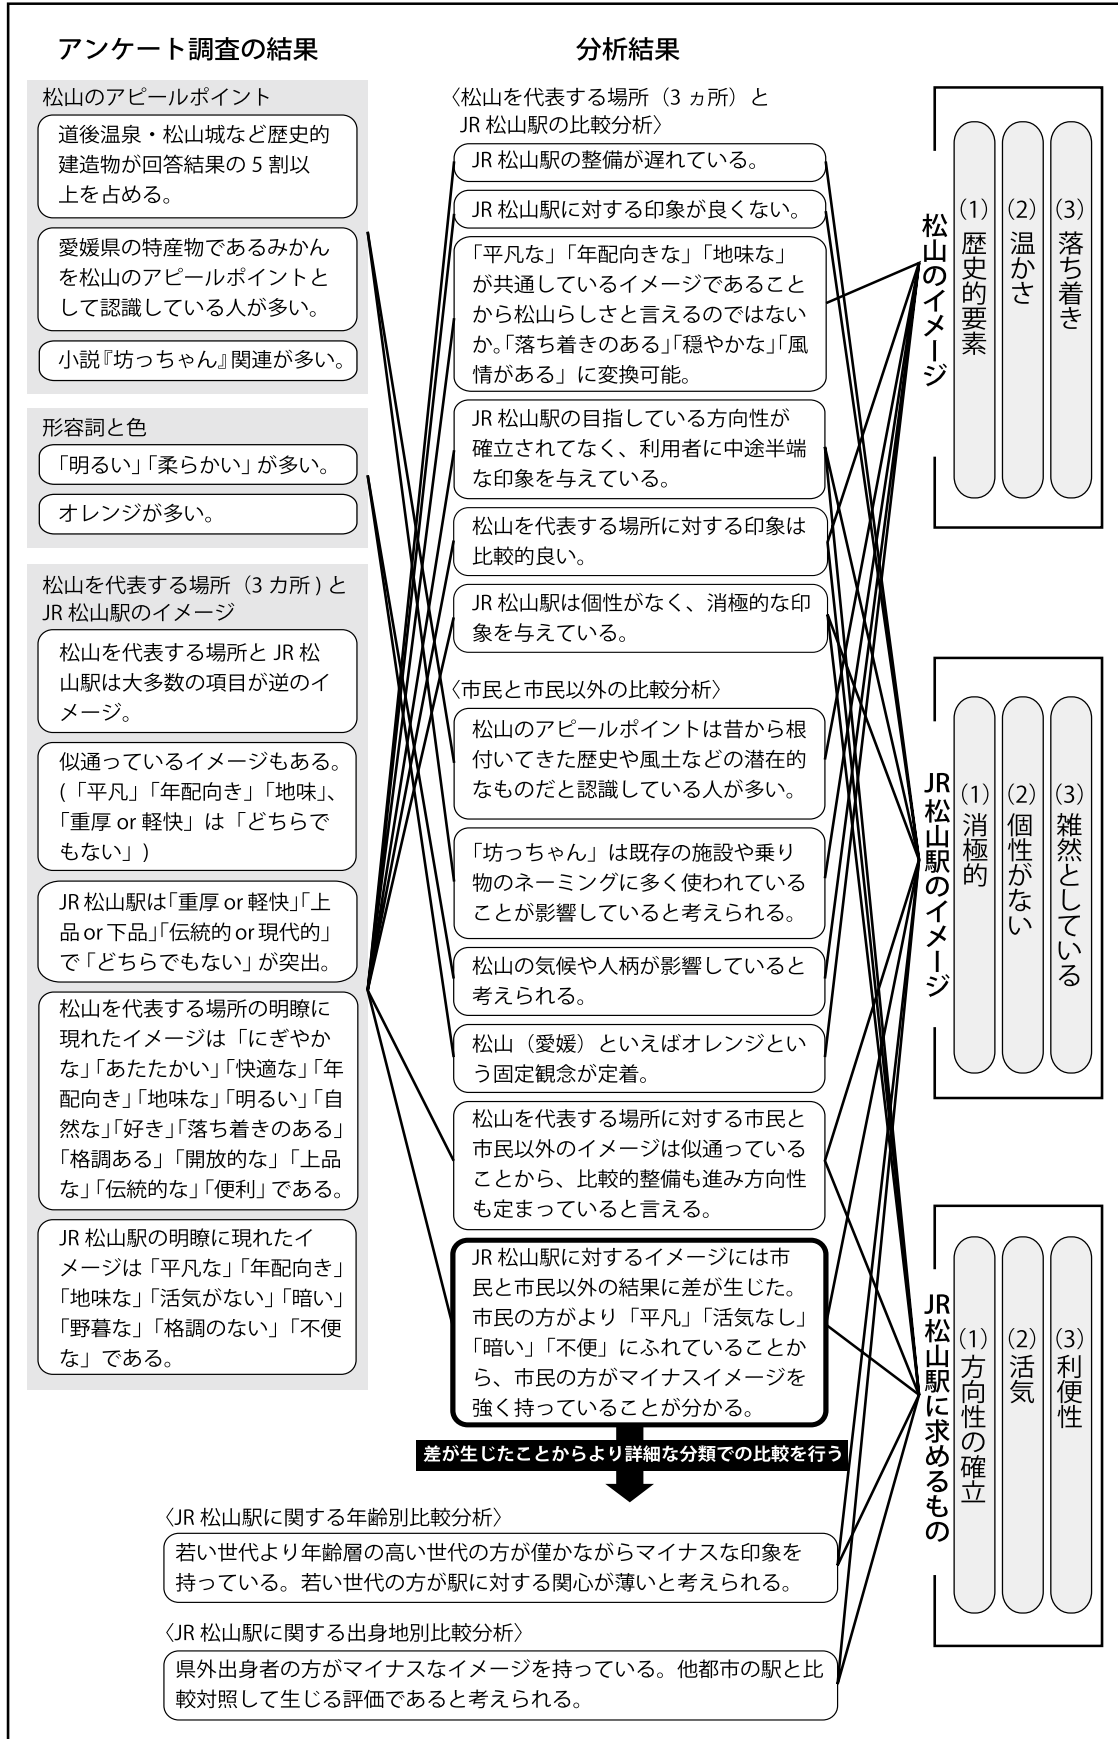 アンケート調査の結果
松山のアピールポイント
道後温泉・松山城など歴史的
建造物が回答結果の 5 割以
上を占める。
愛媛県の特産物であるみかん
を松山のアピールポイントと
して認識している人が多い。
小説『坊っちゃん』関連が多い。
形容詞と色
「明るい」「柔らかい」が多い。
オレンジが多い。
松山を代表する場所（3 カ所 ) と
JR 松山駅のイメージ
松山を代表する場所と JR 松
山駅は大多数の項目が逆のイ
メージ。
似通っているイメージもある。
(「平凡」「年配向き」「地味」、
「重厚 or 軽快」は「どちらで
もない」)
JR 松山駅は「重厚 or 軽快」「上
品 or 下品」「伝統的 or 現代的」
で「どちらでもない」が突出。
松山を代表する場所の明瞭に
現れたイメージは「にぎやか
な」「あたたかい」「快適な」「年
配向き」「地味な」「明るい」「自
然な」「好き」「落ち着きのある」
「格調ある」「開放的な」「上品
な」「伝統的な」「便利」である。
JR 松山駅の明瞭に現れたイ
メージは「平凡な」「年配向き」
「地味な」「活気がない」「暗い」
「野暮な」「格調のない」「不便
な」である。
分析結果
〈松山を代表する場所（3 ヵ所）と
JR 松山駅の比較分析〉
JR 松山駅の整備が遅れている。
JR 松山駅に対する印象が良くない。
「平凡な」「年配向きな」「地味な」
が共通しているイメージであること
から松山らしさと言えるのではない
か。「落ち着きのある」「穏やかな」「風
情がある」に変換可能。
JR 松山駅の目指している方向性が
確立されてなく、利用者に中途半端
な印象を与えている。
松山を代表する場所に対する印象は
比較的良い。
JR 松山駅は個性がなく、消極的な印
象を与えている。
〈市民と市民以外の比較分析〉
松山のアピールポイントは昔から根
付いてきた歴史や風土などの潜在的
なものだと認識している人が多い。
「坊っちゃん」は既存の施設や乗り
物のネーミングに多く使われている
ことが影響していると考えられる。
松山の気候や人柄が影響していると
考えられる。
松山（愛媛）といえばオレンジとい
う固定観念が定着。
松山を代表する場所に対する市民と
市民以外のイメージは似通っている
ことから、比較的整備も進み方向性
も定まっていると言える。
JR 松山駅に対するイメージには市
民と市民以外の結果に差が生じた。
市民の方がより「平凡」「活気なし」
「暗い」「不便」にふれていることか
ら、市民の方がマイナスイメージを
強く持っていることが分かる。
差が生じたことからより詳細な分類での比較を行う
〈JR 松山駅に関する年齢別比較分析〉
若い世代より年齢層の高い世代の方が僅かながらマイナスな印象を
持っている。若い世代の方が駅に対する関心が薄いと考えられる。
〈JR 松山駅に関する出身地別比較分析〉
県外出身者の方がマイナスなイメージを持っている。他都市の駅と比
較対照して生じる評価であると考えられる。
松山のイメージ
(1) 歴史的要素
(2) 温かさ
(3) 落ち着き
JR 松山駅のイメージ
(1) 消極的
(2) 個性がない
(3) 雑然としている
JR 松山駅に求めるもの
(1) 方向性の確立
(2) 活気
(3) 利便性